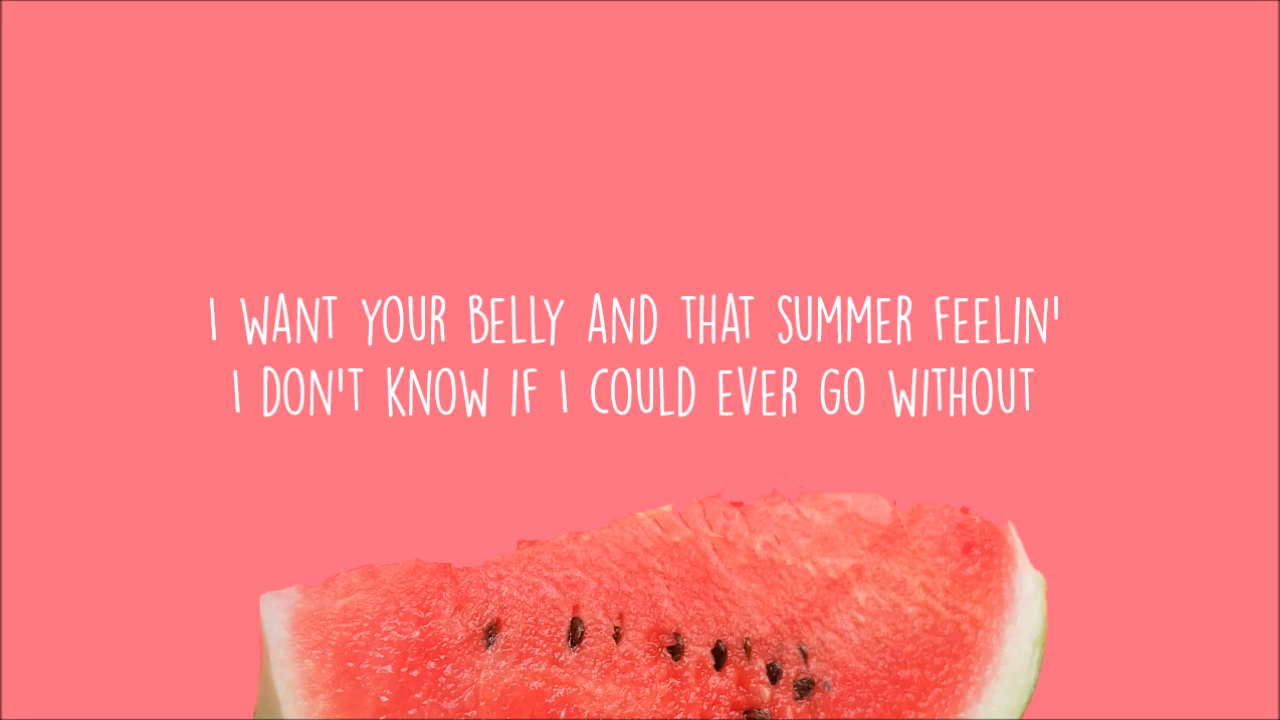 I WANT YOUR BELLY AND THAT SUMMER FEELIN'
I DON'T KNOW IF I COULD EVER GO WITHOUT